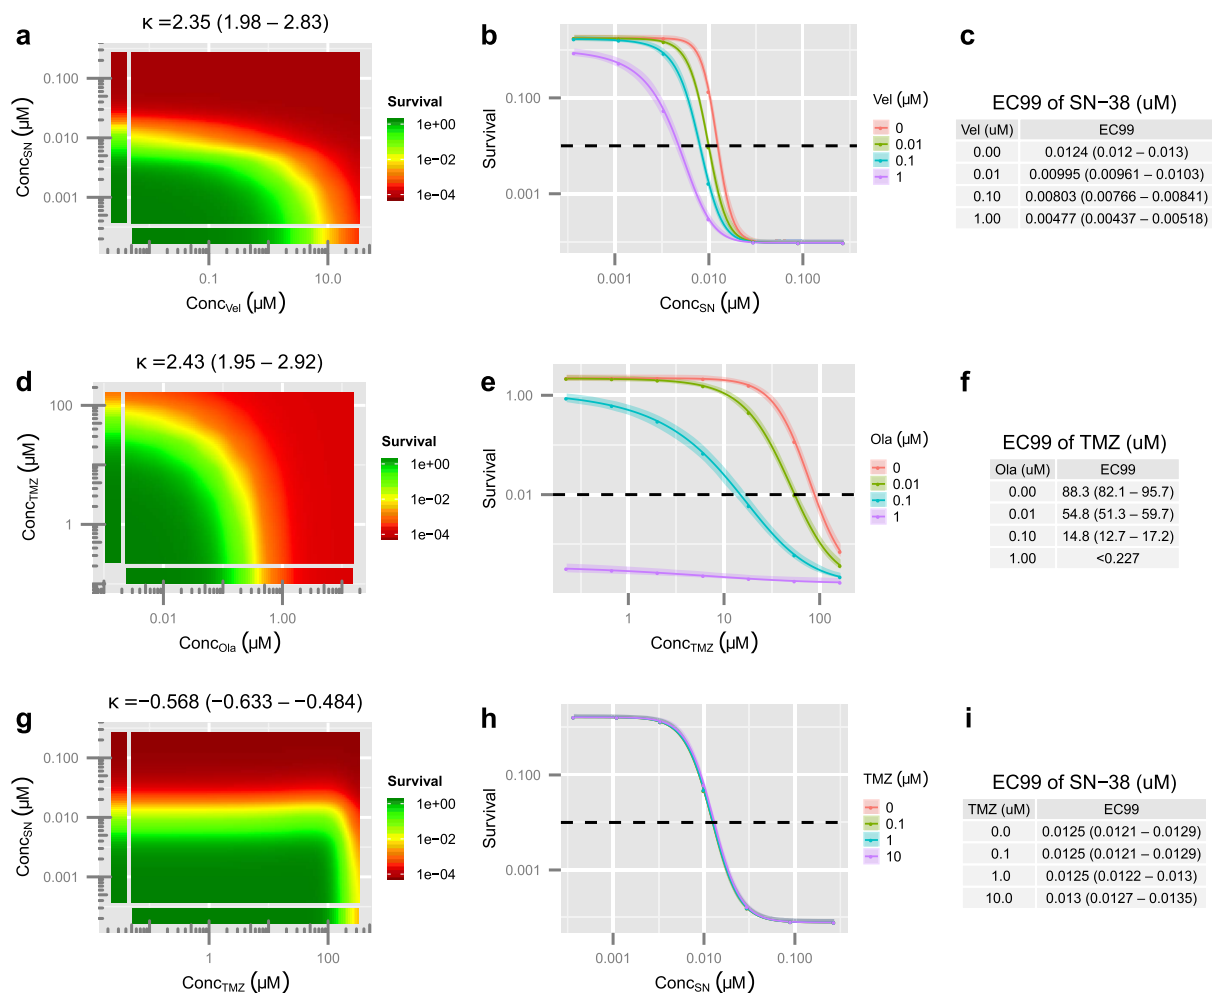 a
κ =2.35 (1.98 – 2.83)
0.100
0.010
0.001
ConcSN (µM)
0.1
10.0
ConcVel (µM)
Survival
1e+00
1e−02
1e−04
b
0.100
0.001
Survival
0.001
0.010
0.100
ConcSN (µM)
Vel (µM)
0
0.01
0.1
1
c
EC99 of SN−38 (uM)
Vel (uM) EC99
0.00 0.0124 (0.012 – 0.013)
0.01 0.00995 (0.00961 – 0.0103)
0.10 0.00803 (0.00766 – 0.00841)
1.00 0.00477 (0.00437 – 0.00518)
d
κ =2.43 (1.95 – 2.92)
100
1
ConcTMZ (µM)
0.01
1.00
ConcOla (µM)
Survival
1e+00
1e−02
1e−04
e
1.00
0.01
Survival
1
10
100
ConcTMZ (µM)
Ola (µM)
0
0.01
0.1
1
f
EC99 of TMZ (uM)
Ola (uM) EC99
0.00 88.3 (82.1 – 95.7)
0.01 54.8 (51.3 – 59.7)
0.10 14.8 (12.7 – 17.2)
1.00 <0.227
g
κ =−0.568 (−0.633 – −0.484)
0.100
0.010
0.001
ConcSN (µM)
1
100
ConcTMZ (µM)
Survival
1e+00
1e−02
1e−04
h
0.100
0.001
Survival
0.001
0.010
0.100
ConcSN (µM)
TMZ (µM)
0
0.1
1
10
i
EC99 of SN−38 (uM)
TMZ (uM) EC99
0.0 0.0125 (0.0121 – 0.0129)
0.1 0.0125 (0.0121 – 0.0129)
1.0 0.0125 (0.0122 – 0.013)
10.0 0.013 (0.0127 – 0.0135)